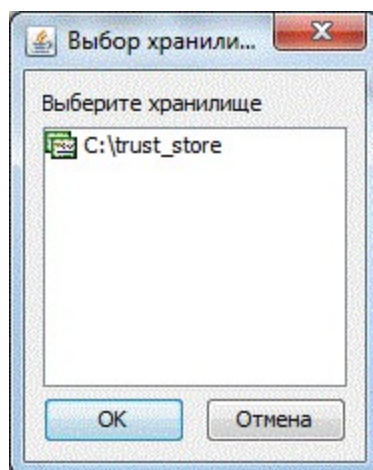 Выбор хранили...
Выберите хранилище
C:\trust_store
OK
Отмена